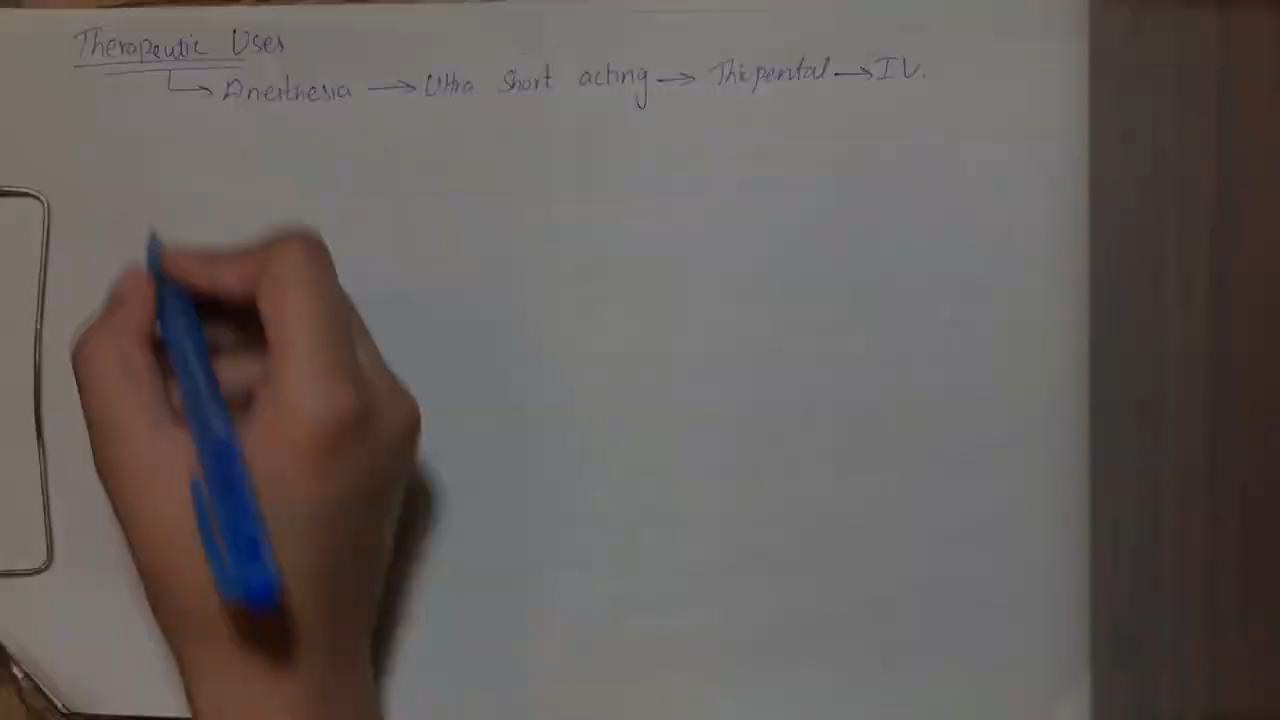 Therapeutic Uses
Anesthesia → Ultra short acting → Thiopental → I V.